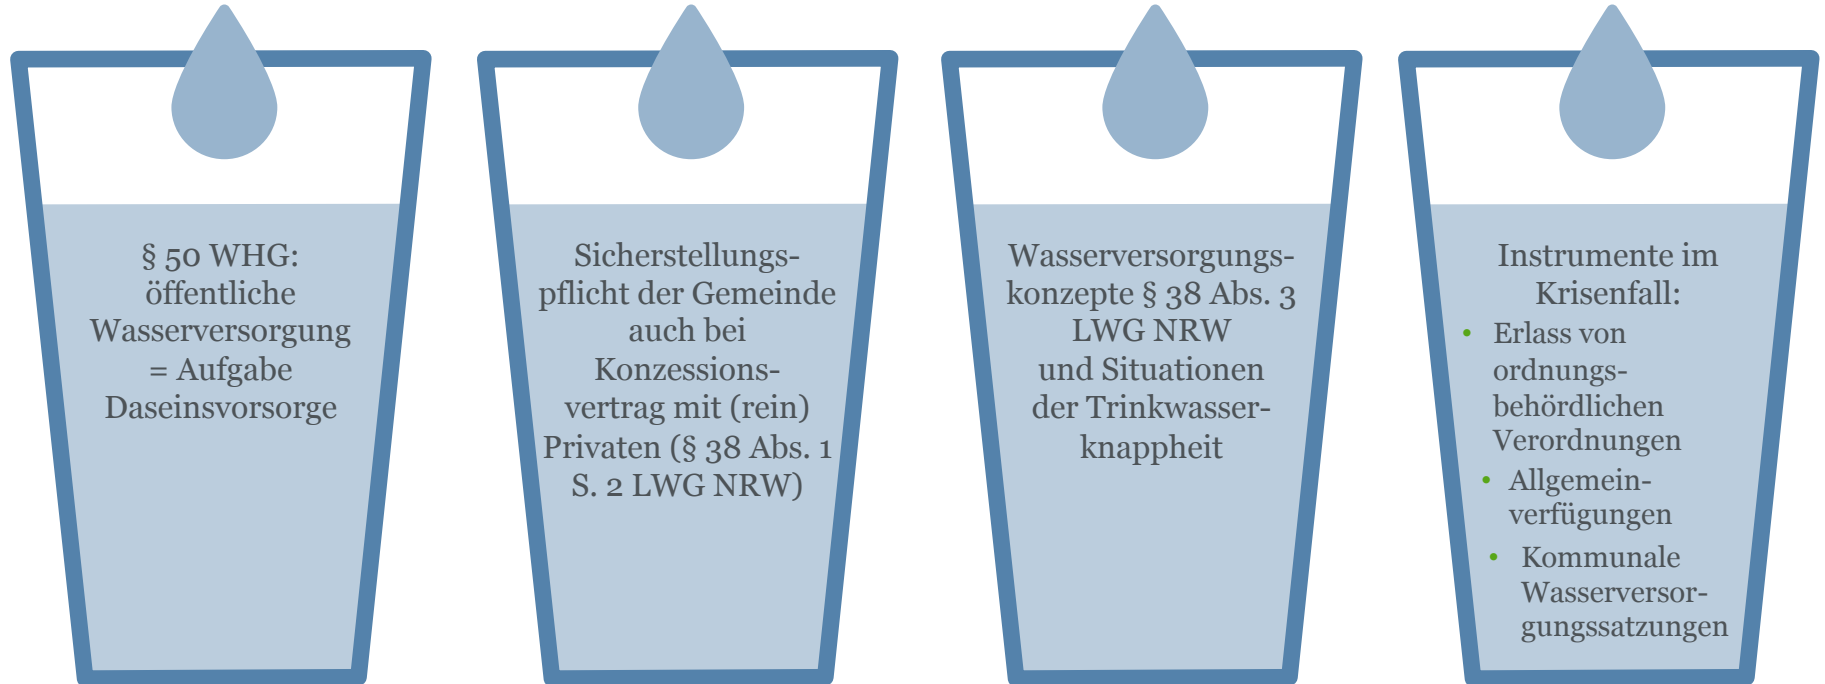 § 50 WHG:
öffentliche
Wasserversorgung
= Aufgabe
Daseinsvorsorge
Sicherstellungs-
pflicht der Gemeinde
auch bei
Konzessions-
vertrag mit (rein)
Privaten (§ 38 Abs. 1
S. 2 LWG NRW)
Wasserversorgungs-
konzepte § 38 Abs. 3
LWG NRW
und Situationen
der Trinkwasser-
knappheit
Instrumente im
Krisenfall:
• Erlass von
ordnungs-
behördlichen
Verordnungen
• Allgemein-
verfügungen
• Kommunale
Wasserversor-
gungssatzungen